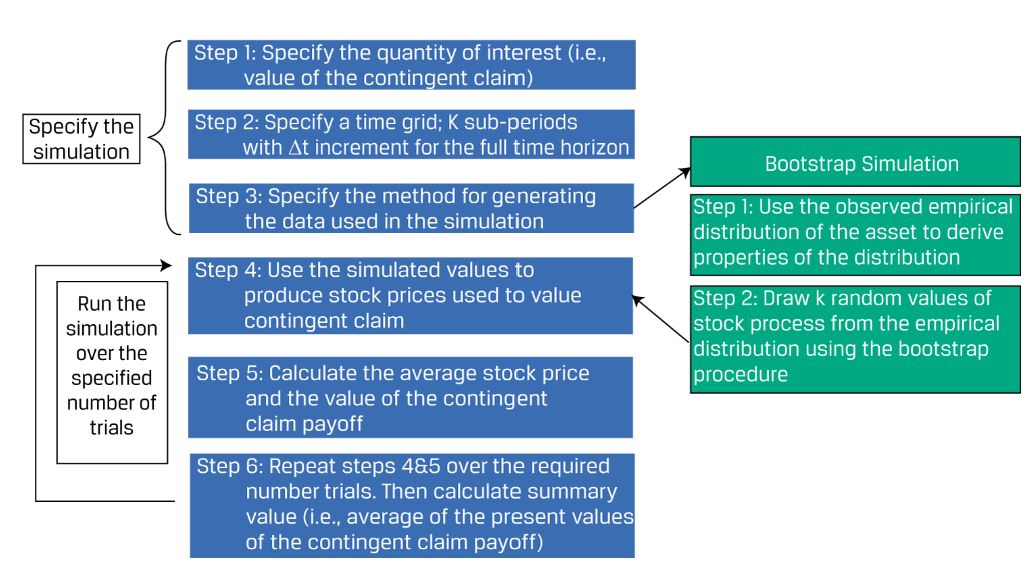 Step 1: Specify the quantity of interest (i.e.,
value of the contingent claim)
Specify the
simulation
Step 2: Specify a time grid; K sub-periods
with Δt increment for the full time horizon
Step 3: Specify the method for generating
the data used in the simulation
Bootstrap Simulation
Step 1: Use the observed empirical
distribution of the asset to derive
properties of the distribution
Step 2: Draw k random values of
stock process from the empirical
distribution using the bootstrap
procedure
Step 4: Use the simulated values to
produce stock prices used to value
contingent claim
Run the
simulation
over the
specified
number of
trials
Step 5: Calculate the average stock price
and the value of the contingent
claim payoff
Step 6: Repeat steps 4&5 over the required
number trials. Then calculate summary
value (i.e., average of the present values
of the contingent claim payoff)